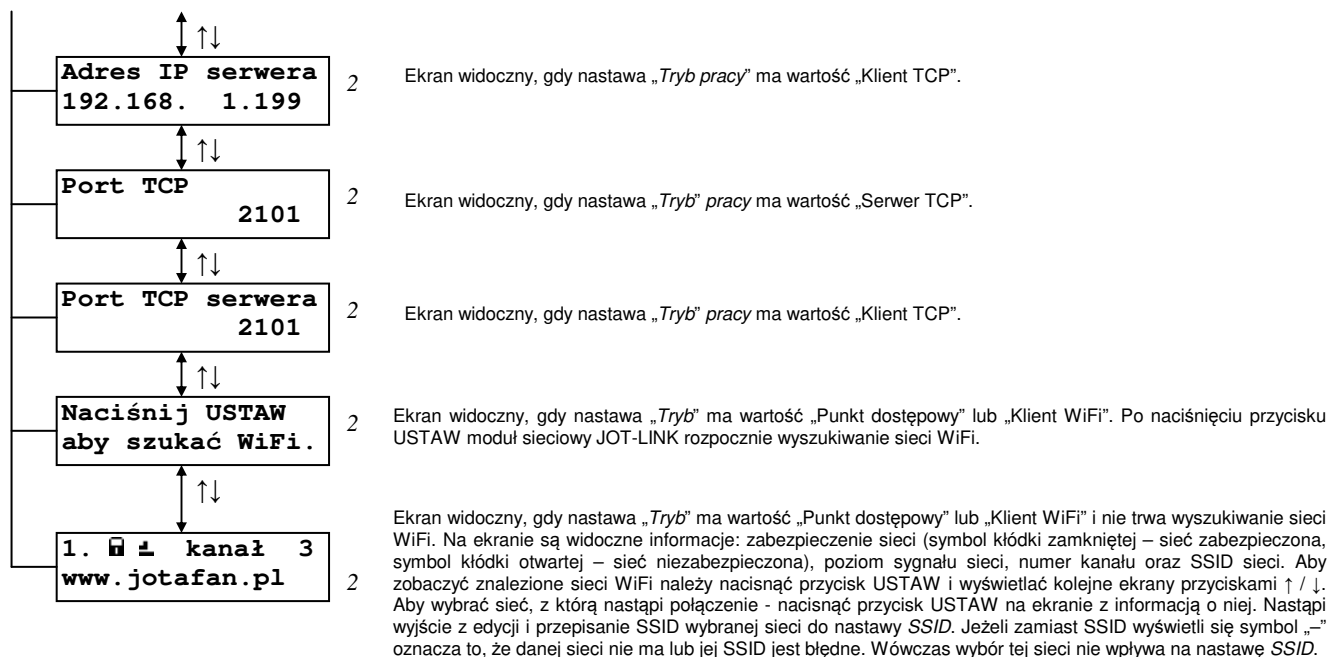 ↑↓
Adres IP serwera
192.168.  1.199
2
Ekran widoczny, gdy nastawa „Tryb pracy” ma wartość „Klient TCP”.
↑↓
Port TCP
2101
2
Ekran widoczny, gdy nastawa „Tryb” pracy ma wartość „Serwer TCP”.
↑↓
Port TCP serwera
2101
2
Ekran widoczny, gdy nastawa „Tryb” pracy ma wartość „Klient TCP”.
↑↓
Naciśnij USTAW
aby szukać WiFi.
2
Ekran widoczny, gdy nastawa „Tryb” ma wartość „Punkt dostępowy” lub „Klient WiFi”. Po naciśnięciu przycisku
USTAW moduł sieciowy JOT-LINK rozpocznie wyszukiwanie sieci WiFi.
↑↓
1. kanał 3
www.jotafan.pl
2
Ekran widoczny, gdy nastawa „Tryb” ma wartość „Punkt dostępowy” lub „Klient WiFi” i nie trwa wyszukiwanie sieci
WiFi. Na ekranie są widoczne informacje: zabezpieczenie sieci (symbol kłódki zamkniętej – sieć zabezpieczona,
symbol kłódki otwartej – sieć niezabezpieczona), poziom sygnału sieci, numer kanału oraz SSID sieci. Aby
zobaczyć znalezione sieci WiFi należy nacisnąć przycisk USTAW i wyświetlać kolejne ekrany przyciskami ↑ / ↓.
Aby wybrać sieć, z którą nastąpi połączenie - nacisnąć przycisk USTAW na ekranie z informacją o niej. Nastąpi
wyjście z edycji i przepisanie SSID wybranej sieci do nastawy SSID. Jeżeli zamiast SSID wyświetli się symbol „–”
oznacza to, że danej sieci nie ma lub jej SSID jest błędne. Wówczas wybór tej sieci nie wpływa na nastawę SSID.